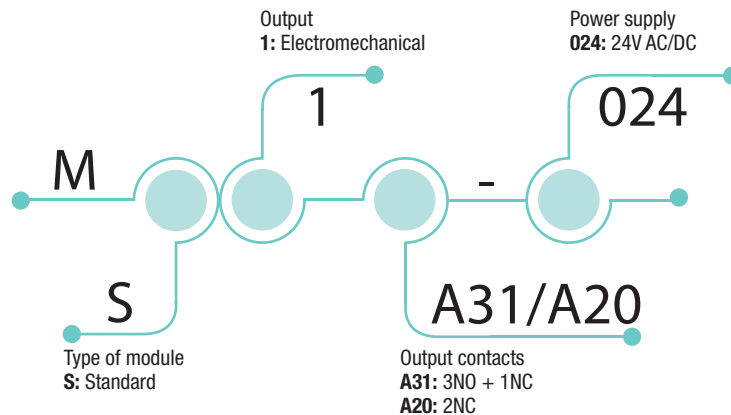 Output
1: Electromechanical
Power supply
024: 24V AC/DC
1
024
M
-
S
A31/A20
Type of module
S: Standard
Output contacts
A31: 3NO + 1NC
A20: 2NC